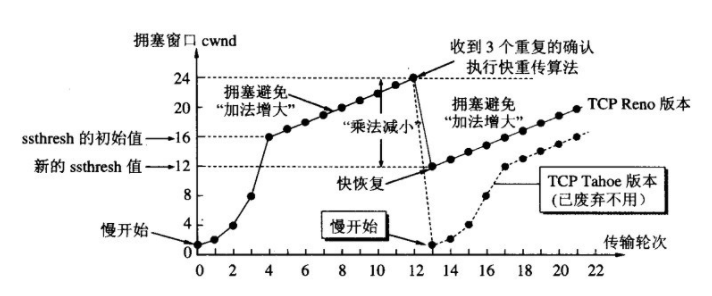 拥塞窗口 cwnd
收到 3 个重复的确认
执行快重传算法
24
拥塞避免
“加法增大”
拥塞避免
“加法增大”
TCP Reno 版本
20
“乘法减小”
ssthresh 的初始值
16
新的 ssthresh 值
12
快恢复
TCP Tahoe 版本
(已废弃不用)
8
慢开始
4
慢开始
传输轮次
0
0 2 4 6 8 10 12 14 16 18 20 22